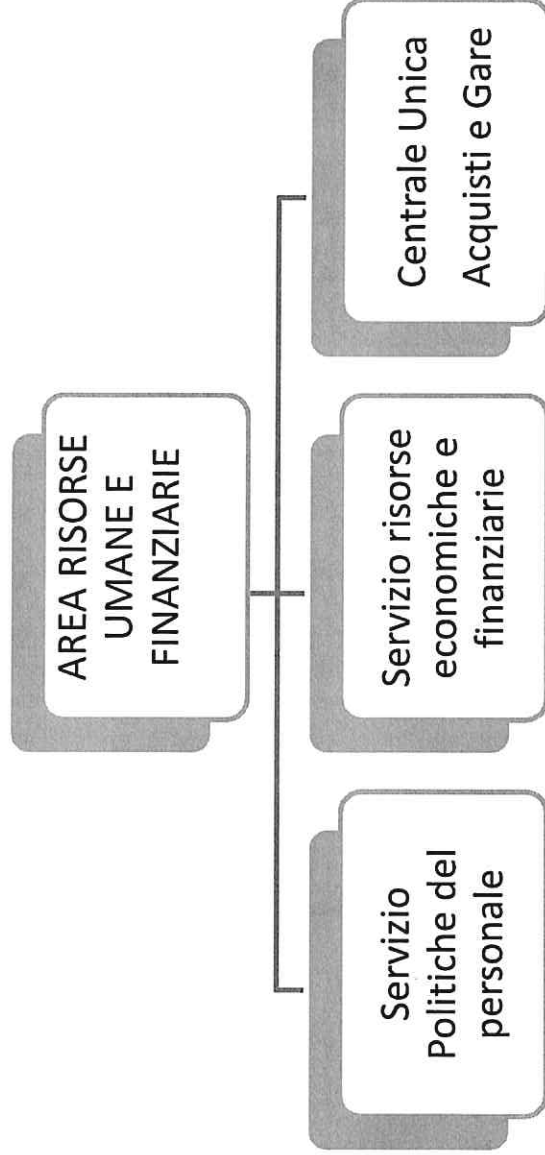 AREA RISORSE
UMANE E
FINANZIARIE
Servizio
Politiche del
personale
Servizio risorse
economiche e
finanziarie
Centrale Unica
Acquisti e Gare